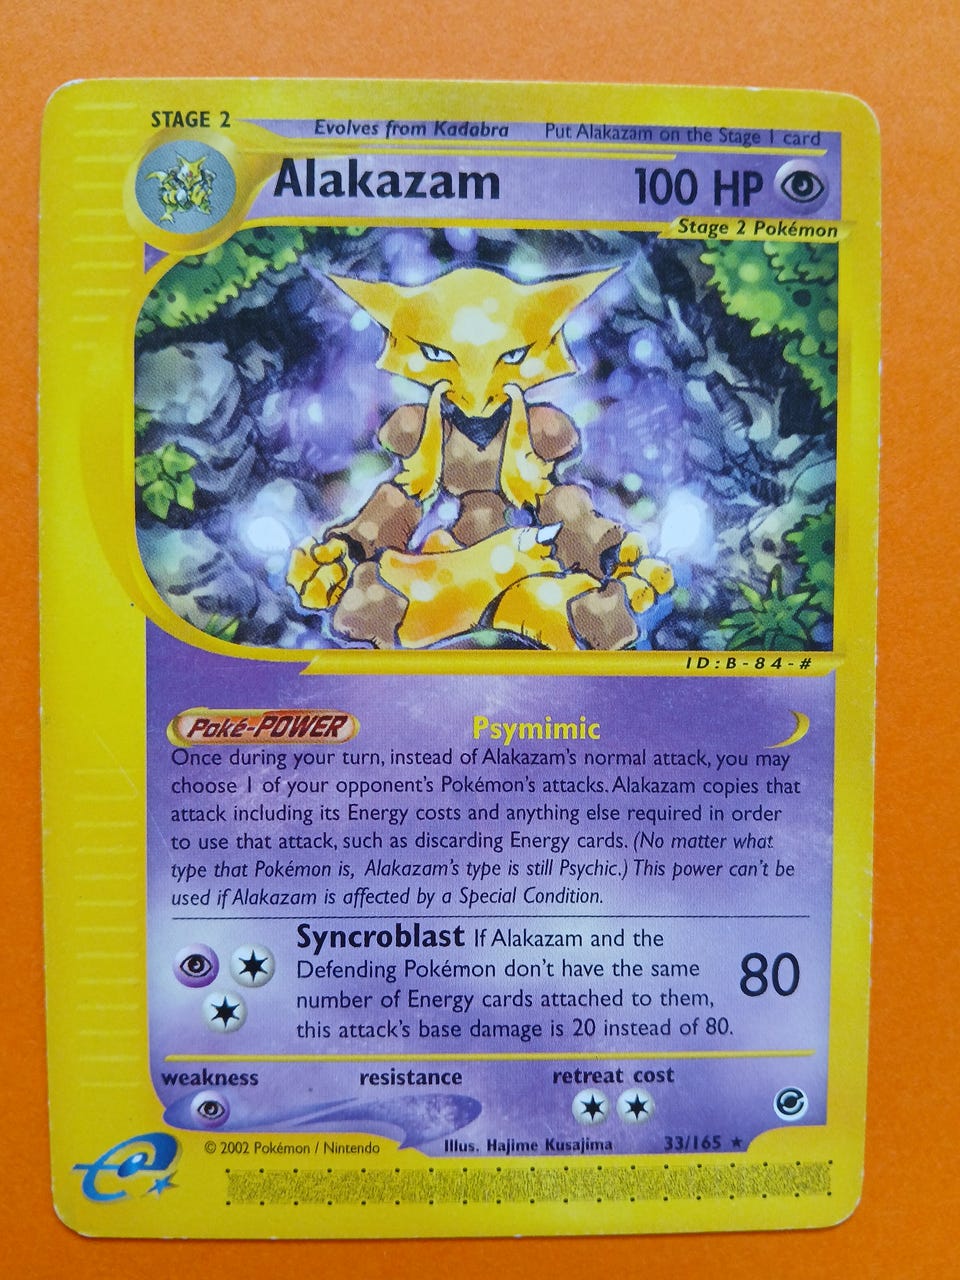 STAGE 2
Evolves from Kadabra Put Alakazam on the Stage 1 card
Alakazam 100 HP
Stage 2 Pokémon
ID:B-84-#
Poké-POWER Psymimic
Once during your turn, instead of Alakazam's normal attack, you may
choose 1 of your opponent's Pokémon's attacks. Alakazam copies that
attack including its Energy costs and anything else required in order
to use that attack, such as discarding Energy cards. (No matter what
type that Pokémon is, Alakazam's type is still Psychic.) This power can't be
used if Alakazam is affected by a Special Condition.
Syncroblast If Alakazam and the
Defending Pokémon don't have the same
number of Energy cards attached to them,
this attack's base damage is 20 instead of 80.
80
weakness resistance retreat cost
© 2002 Pokémon / Nintendo Illus. Hajime Kusajima 33/165 ★
e